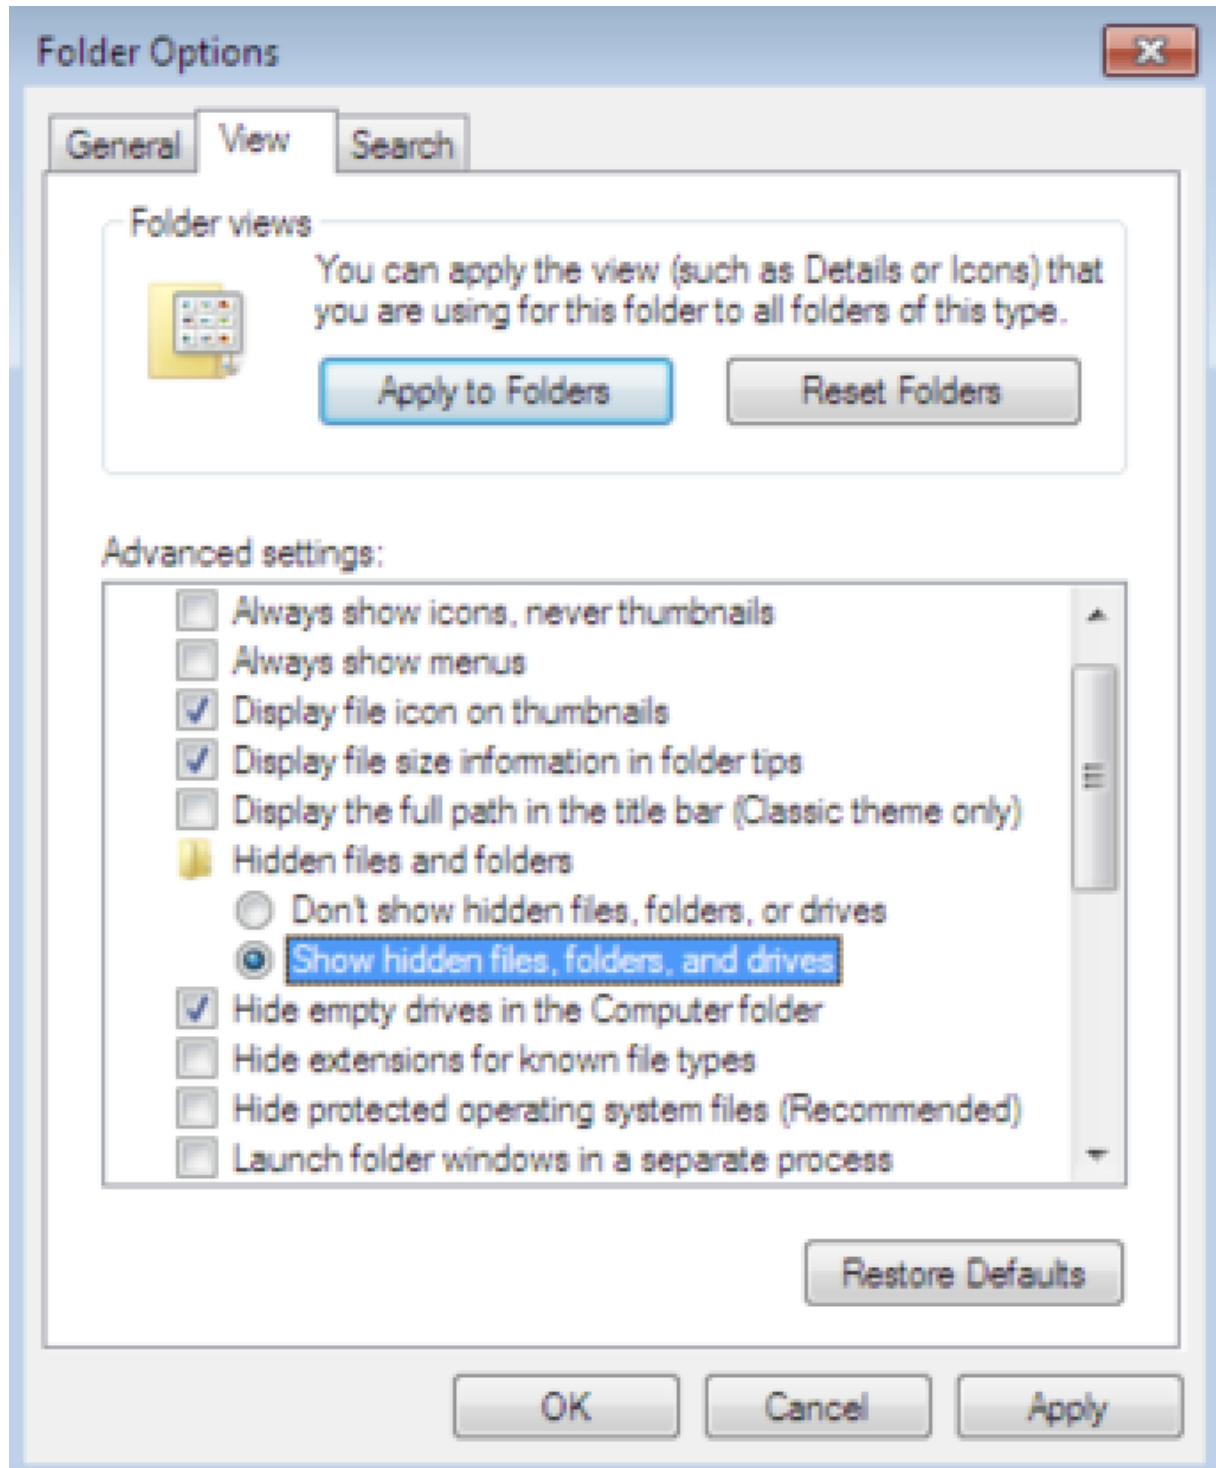 Folder Options
General View Search
Folder views
You can apply the view (such as Details or Icons) that
you are using for this folder to all folders of this type.
Apply to Folders Reset Folders
Advanced settings:
Always show icons, never thumbnails
Always show menus
Display file icon on thumbnails
Display file size information in folder tips
Display the full path in the title bar (Classic theme only)
Hidden files and folders
Don't show hidden files, folders, or drives
Show hidden files, folders, and drives
Hide empty drives in the Computer folder
Hide extensions for known file types
Hide protected operating system files (Recommended)
Launch folder windows in a separate process
Restore Defaults
OK Cancel Apply